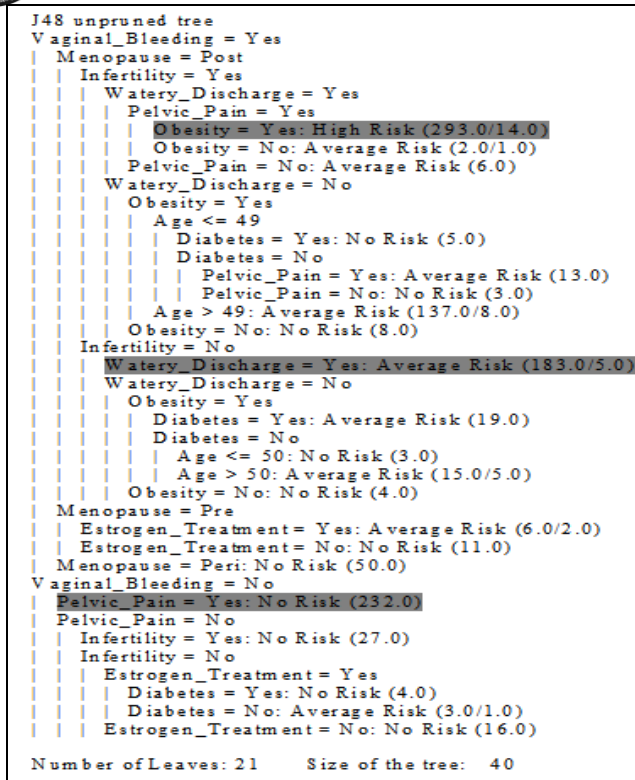 J48 unpruned tree
Vaginal_Bleeding = Yes
| Menopause = Post
| | Infertility = Yes
| | | Watery_Discharge = Yes
| | | | Pelvic_Pain = Yes
| | | | | Obesity = Yes: High Risk (293.0/14.0)
| | | | | Obesity = No: Average Risk (2.0/1.0)
| | | | Pelvic_Pain = No: Average Risk (6.0)
| | | Watery_Discharge = No
| | | | Obesity = Yes
| | | | | Age <= 49
| | | | | | Diabetes = Yes: No Risk (5.0)
| | | | | | Diabetes = No
| | | | | | | Pelvic_Pain = Yes: Average Risk (13.0)
| | | | | | | Pelvic_Pain = No: No Risk (3.0)
| | | | | Age > 49: Average Risk (137.0/8.0)
| | | | Obesity = No: No Risk (8.0)
| | Infertility = No
| | | Watery_Discharge = Yes: Average Risk (183.0/5.0)
| | | Watery_Discharge = No
| | | | Obesity = Yes
| | | | | Diabetes = Yes: Average Risk (19.0)
| | | | | Diabetes = No
| | | | | | Age <= 50: No Risk (3.0)
| | | | | | Age > 50: Average Risk (15.0/5.0)
| | | | Obesity = No: No Risk (4.0)
| Menopause = Pre
| | Estrogen_Treatment = Yes: Average Risk (6.0/2.0)
| | Estrogen_Treatment = No: No Risk (11.0)
| Menopause = Peri: No Risk (50.0)
Vaginal_Bleeding = No
| Pelvic_Pain = Yes: No Risk (232.0)
| Pelvic_Pain = No
| | Infertility = Yes: No Risk (27.0)
| | Infertility = No
| | | Estrogen_Treatment = Yes
| | | | Diabetes = Yes: No Risk (4.0)
| | | | Diabetes = No: Average Risk (3.0/1.0)
| | | Estrogen_Treatment = No: No Risk (16.0)
Number of Leaves: 21 Size of the tree: 40